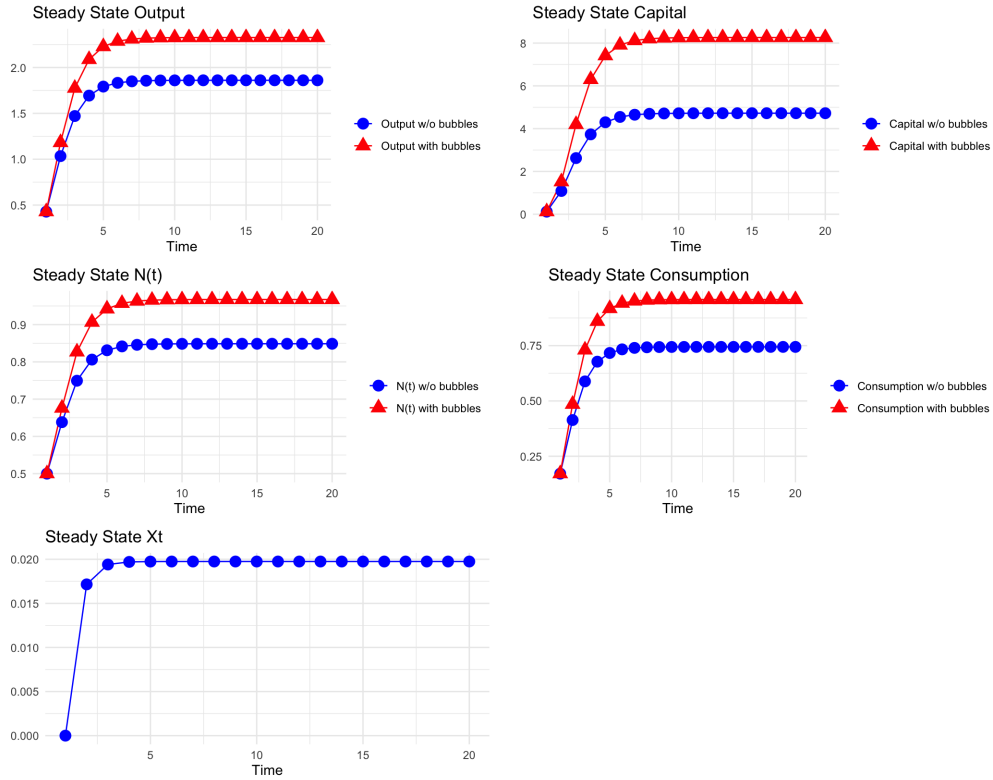 Steady State Output
2.0
1.5
1.0
0.5
5
10
15
20
Time
Output w/o bubbles
Output with bubbles
Steady State Capital
8
6
4
2
0
5
10
15
20
Time
Capital w/o bubbles
Capital with bubbles
Steady State N(t)
0.9
0.8
0.7
0.6
0.5
5
10
15
20
Time
N(t) w/o bubbles
N(t) with bubbles
Steady State Consumption
0.75
0.50
0.25
5
10
15
20
Time
Consumption w/o bubbles
Consumption with bubbles
Steady State Xt
0.020
0.015
0.010
0.005
0.000
5
10
15
20
Time